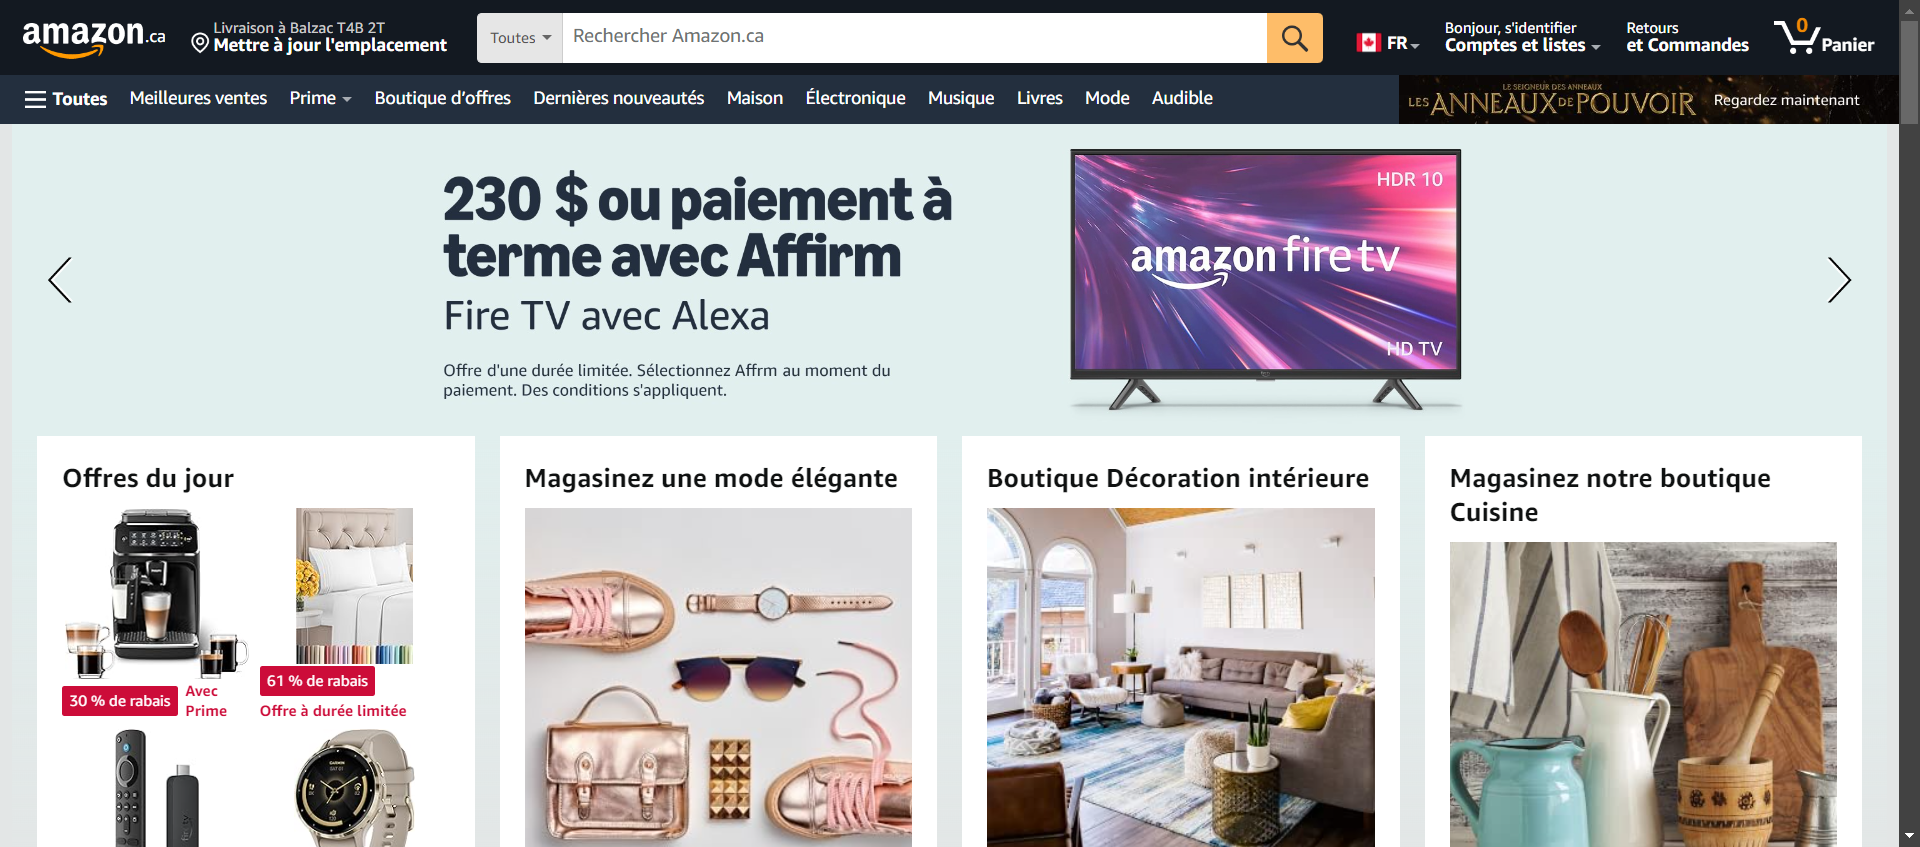 amazon.ca
Livraison à Balzac T4B 2T
Mettre à jour l'emplacement
Toutes
Rechercher Amazon.ca
FR
Bonjour, s'identifier
Comptes et listes
Retours
et Commandes
0
Panier
Toutes
Meilleures ventes
Prime
Boutique d’offres
Dernières nouveautés
Maison
Électronique
Musique
Livres
Mode
Audible
LE SEIGNEUR DES ANNEAUX
LES ANNEAUX DE POUVOIR
Regardez maintenant
230 $ ou paiement à
terme avec Affirm
Fire TV avec Alexa
Offre d'une durée limitée. Sélectionnez Affrm au moment du
paiement. Des conditions s'appliquent.
HDR 10
amazon fire tv
HD TV
Offres du jour
30 % de rabais
Avec
Prime
61 % de rabais
Offre à durée limitée
fire tv
GARMIN
Magasinez une mode élégante
Boutique Décoration intérieure
Magasinez notre boutique
Cuisine